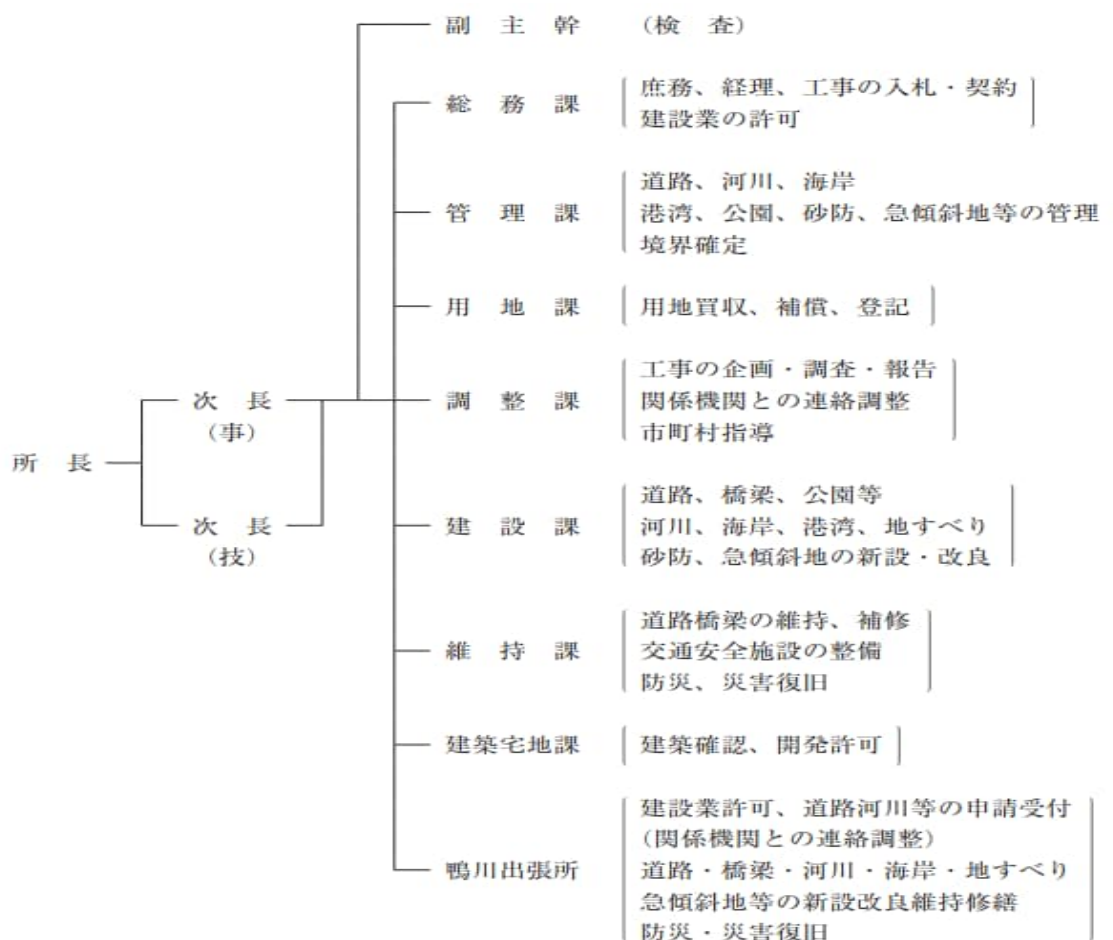 副主幹 (検査)
総務課 庶務、経理、工事の入札・契約
建設業の許可
管理課 道路、河川、海岸
港湾、公園、砂防、急傾斜地等の管理
境界確定
用地課 用地買収、補償、登記
所長
次長
(事)
次長
(技)
調整課 工事の企画・調査・報告
関係機関との連絡調整
市町村指導
建設課 道路、橋梁、公園等
河川、海岸、港湾、地すべり
砂防、急傾斜地の新設・改良
維持課 道路橋梁の維持、補修
交通安全施設の整備
防災、災害復旧
建築宅地課 建築確認、開発許可
鴨川出張所 建設業許可、道路河川等の申請受付
(関係機関との連絡調整)
道路・橋梁・河川・海岸・地すべり
急傾斜地等の新設改良維持修繕
防災・災害復旧